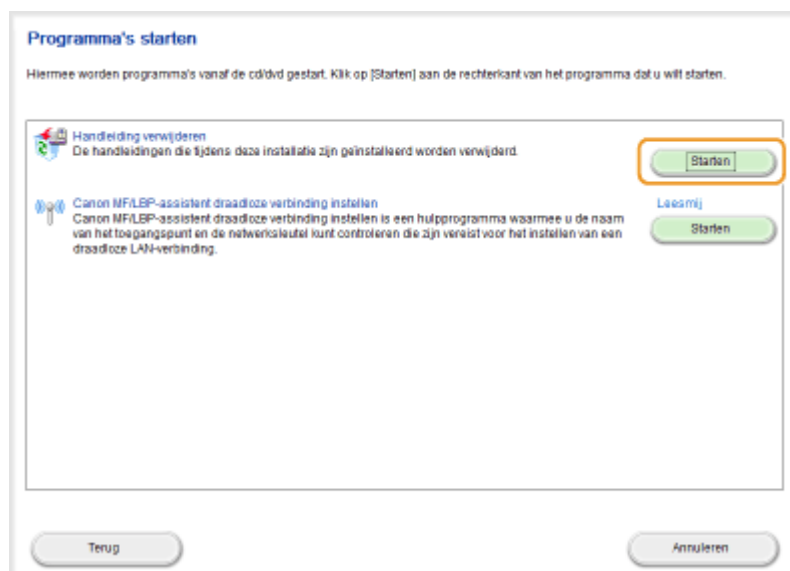 Programma's starten
Hiermee worden programma's vanaf de cd/dvd gestart. Klik op [Starten] aan de rechterkant van het programma dat u wilt starten.
Handleiding verwijderen
De handleidingen die tijdens deze installatie zijn geïnstalleerd worden verwijderd.
Starten
Canon MF/LBP-assistent draadloze verbinding instellen
Leesmij
Canon MF/LBP-assistent draadloze verbinding instellen is een hulpprogramma waarmee u de naam
van het toegangspunt en de netwerksleutel kunt controleren die zijn vereist voor het instellen van een
draadloze LAN-verbinding.
Starten
Terug
Annuleren